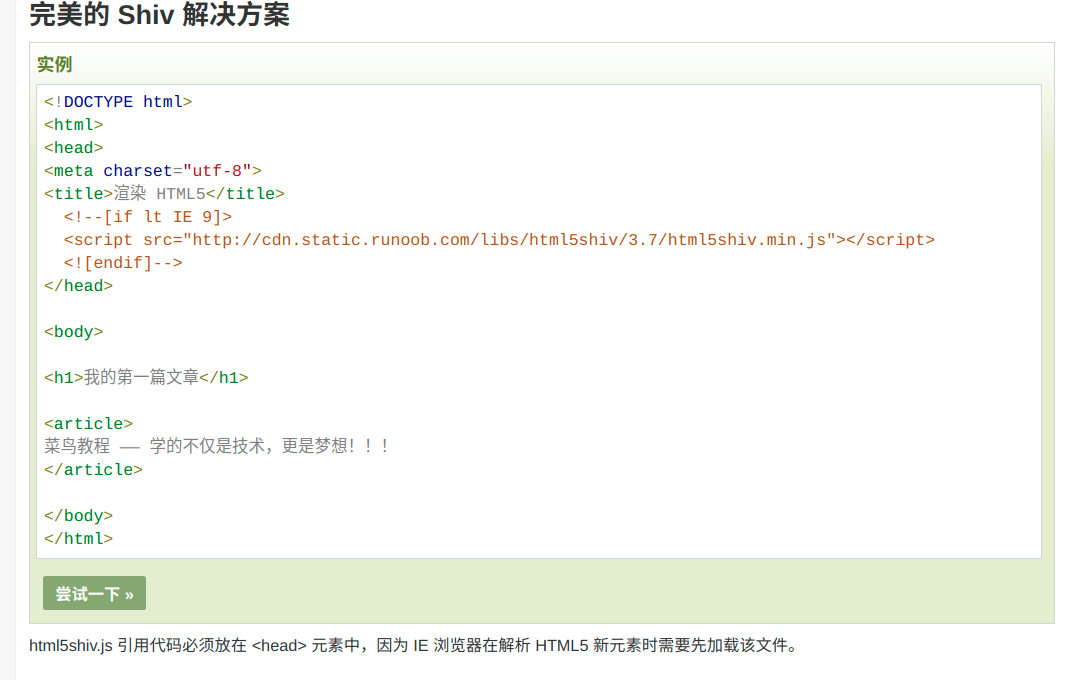 完美的 Shiv 解决方案
实例
<!DOCTYPE html>
<html>
<head>
<meta charset="utf-8">
<title>渲染 HTML5</title>
<!--[if lt IE 9]>
<script src="http://cdn.static.runoob.com/libs/html5shiv/3.7/html5shiv.min.js"></script>
<![endif]-->
</head>
<body>
<h1>我的第一篇文章</h1>
<article>
菜鸟教程 —— 学的不仅是技术，更是梦想！！！
</article>
</body>
</html>
尝试一下 »
html5shiv.js 引用代码必须放在 <head> 元素中，因为 IE 浏览器在解析 HTML5 新元素时需要先加载该文件。